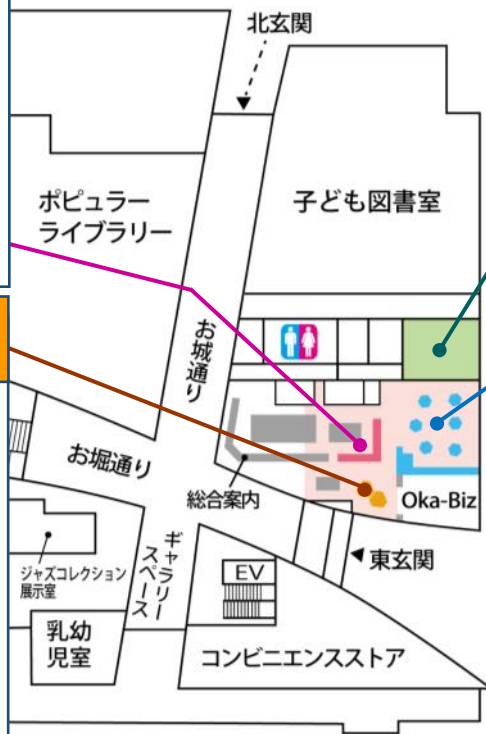 北玄関
ポピュラー
ライブラリー
子ども図書室
お城通り
お堀通り
総合案内
Oka-Biz
ギャラリー
スペース
東玄関
ジャズコレクション
展示室
EV
乳幼
児室
コンビニエンスストア